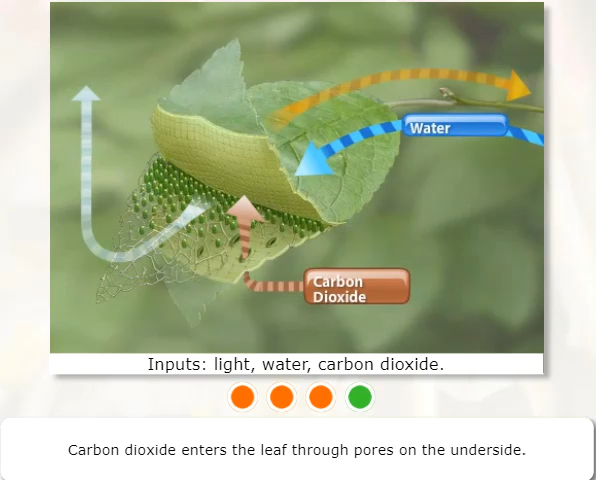 Water
Carbon
Dioxide
Inputs: light, water, carbon dioxide.
Carbon dioxide enters the leaf through pores on the underside.